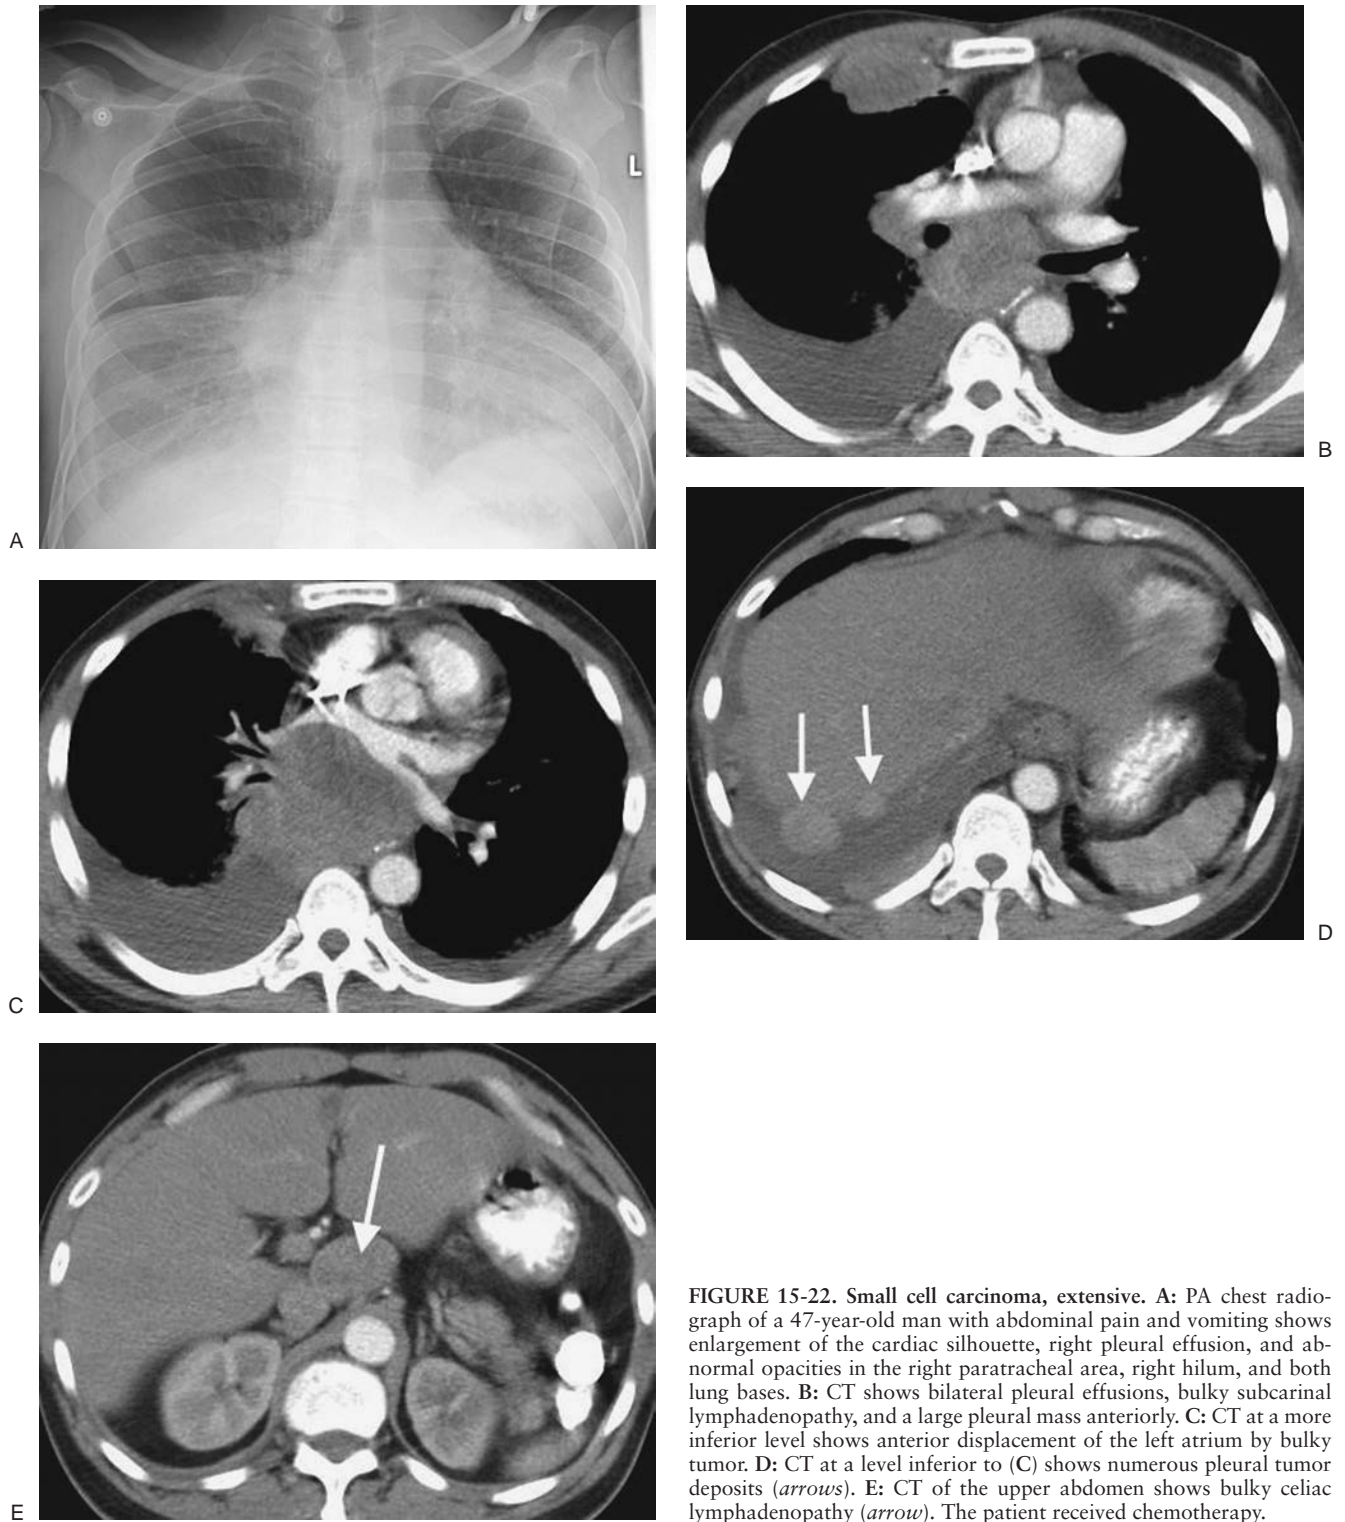 L
A
B
C
D
E
FIGURE 15-22. Small cell carcinoma, extensive. A: PA chest radio-
graph of a 47-year-old man with abdominal pain and vomiting shows
enlargement of the cardiac silhouette, right pleural effusion, and ab-
normal opacities in the right paratracheal area, right hilum, and both
lung bases. B: CT shows bilateral pleural effusions, bulky subcarinal
lymphadenopathy, and a large pleural mass anteriorly. C: CT at a more
inferior level shows anterior displacement of the left atrium by bulky
tumor. D: CT at a level inferior to (C) shows numerous pleural tumor
deposits (arrows). E: CT of the upper abdomen shows bulky celiac
lymphadenopathy (arrow). The patient received chemotherapy.